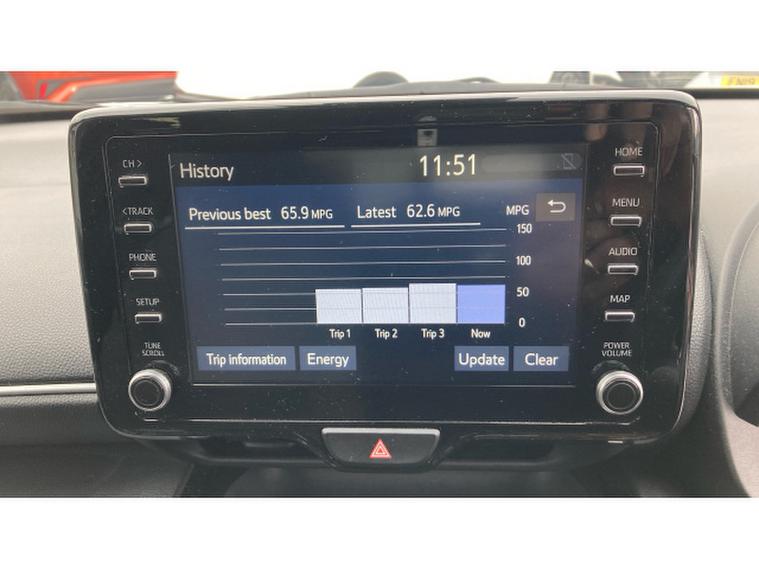 CH >
<TRACK
PHONE
SETUP
TUNE
SCROLL
History
11:51
Previous best 65.9 MPG
Latest 62.6 MPG
MPG
150
100
50
0
Trip 1 Trip 2 Trip 3 Now
Trip information Energy Update Clear
HOME
MENU
AUDIO
MAP
POWER
VOLUME